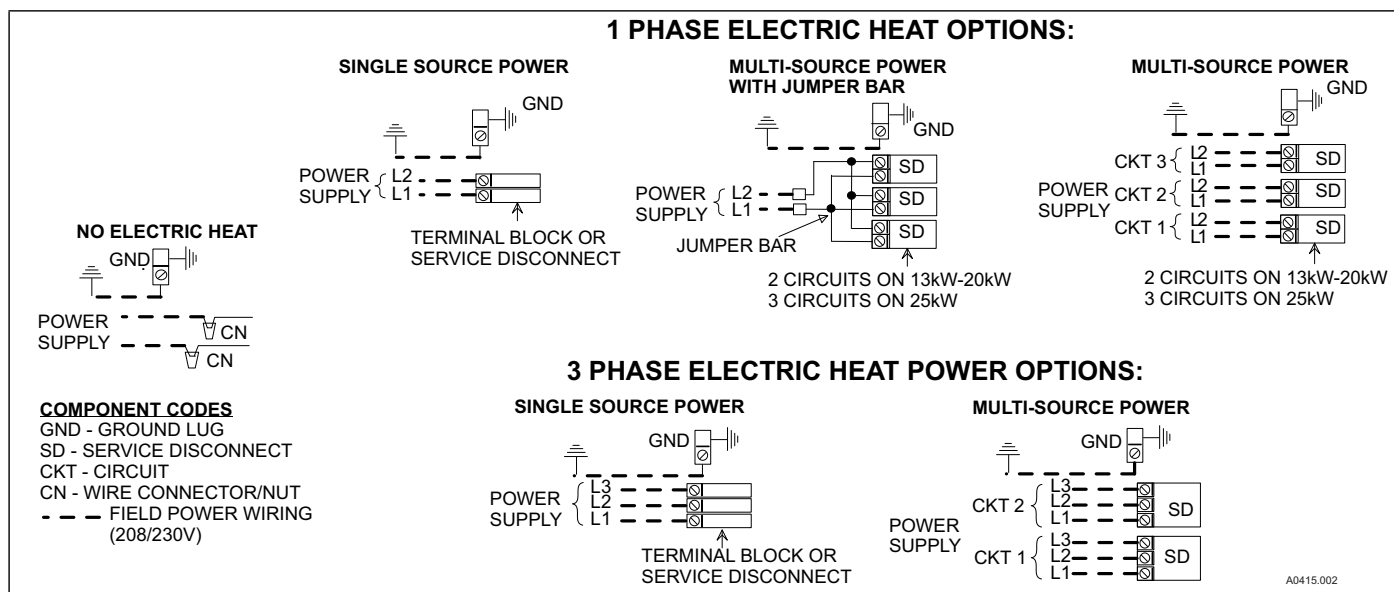 1 PHASE ELECTRIC HEAT OPTIONS:
SINGLE SOURCE POWER
GND
POWER
SUPPLY
L2
L1
TERMINAL BLOCK OR
SERVICE DISCONNECT
MULTI-SOURCE POWER
WITH JUMPER BAR
GND
POWER
SUPPLY
L2
L1
SD
SD
SD
JUMPER BAR
2 CIRCUITS ON 13kW-20kW
3 CIRCUITS ON 25kW
MULTI-SOURCE POWER
GND
POWER
SUPPLY
CKT 3
L2
L1
SD
CKT 2
L2
L1
SD
CKT 1
L2
L1
SD
2 CIRCUITS ON 13kW-20kW
3 CIRCUITS ON 25kW
NO ELECTRIC HEAT
GND
POWER
SUPPLY
CN
CN
COMPONENT CODES
GND - GROUND LUG
SD - SERVICE DISCONNECT
CKT - CIRCUIT
CN - WIRE CONNECTOR/NUT
FIELD POWER WIRING
(208/230V)
3 PHASE ELECTRIC HEAT POWER OPTIONS:
SINGLE SOURCE POWER
GND
POWER
SUPPLY
L3
L2
L1
TERMINAL BLOCK OR
SERVICE DISCONNECT
MULTI-SOURCE POWER
GND
POWER
SUPPLY
CKT 2
L3
L2
L1
SD
CKT 1
L3
L2
L1
SD
A0415.002